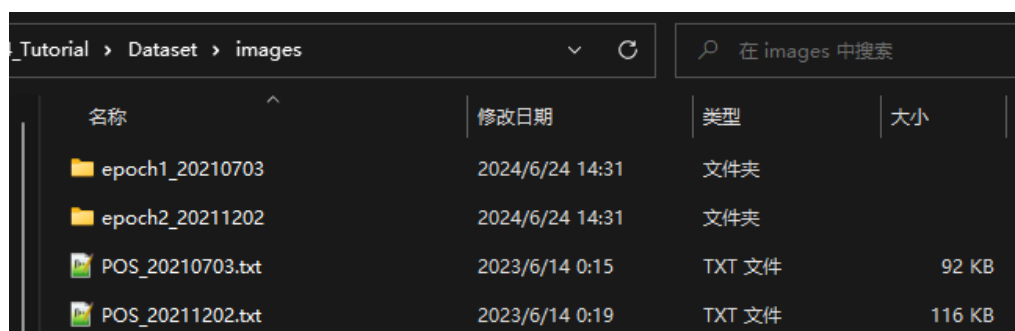 _Tutorial › Dataset › images 在 images 中搜索
名称 修改日期 类型 大小
epoch1_20210703 2024/6/24 14:31 文件夹
epoch2_20211202 2024/6/24 14:31 文件夹
POS_20210703.txt 2023/6/14 0:15 TXT 文件 92 KB
POS_20211202.txt 2023/6/14 0:19 TXT 文件 116 KB